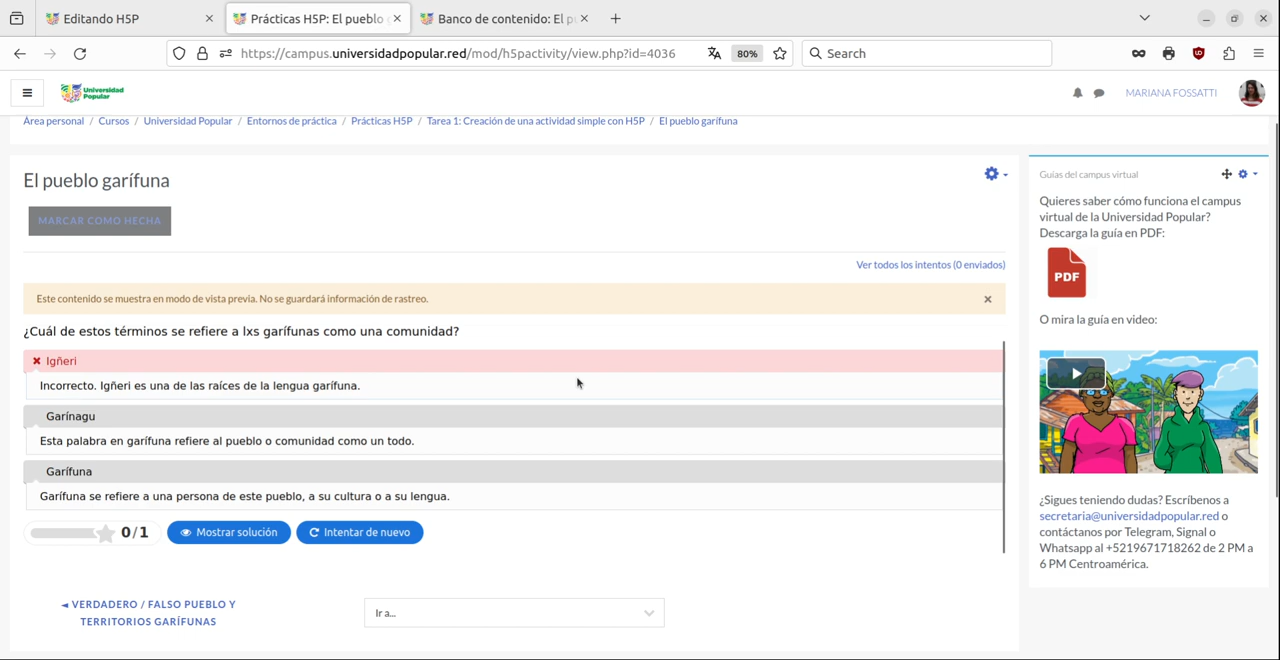 Editando H5P
Prácticas H5P: El pueblo
Banco de contenido: El p
https://campus.universidadpopular.red/mod/h5pactivity/view.php?id=4036
80%
Search
Universidad
Popular
MARIANA FOSSATTI
Área personal / Cursos / Universidad Popular / Entornos de práctica / Prácticas H5P / Tarea 1: Creación de una actividad simple con H5P / El pueblo garífuna
El pueblo garífuna
MARCAR COMO HECHA
Ver todos los intentos (0 enviados)
Este contenido se muestra en modo de vista previa. No se guardará información de rastreo.
¿Cuál de estos términos se refiere a lxs garífunas como una comunidad?
Igñeri
Incorrecto. Igñeri es una de las raíces de la lengua garífuna.
Garínagu
Esta palabra en garífuna refiere al pueblo o comunidad como un todo.
Garífuna
Garífuna se refiere a una persona de este pueblo, a su cultura o a su lengua.
0/1
Mostrar solución
Intentar de nuevo
◄ VERDADERO / FALSO PUEBLO Y
TERRITORIOS GARÍFUNAS
Ir a...
Guías del campus virtual
Quieres saber cómo funciona el campus
virtual de la Universidad Popular?
Descarga la guía en PDF:
PDF
O mira la guía en video:
¿Sigues teniendo dudas? Escríbenos a
secretaria@universidadpopular.red o
contáctanos por Telegram, Signal o
Whatsapp al +5219671718262 de 2 PM a
6 PM Centroamérica.